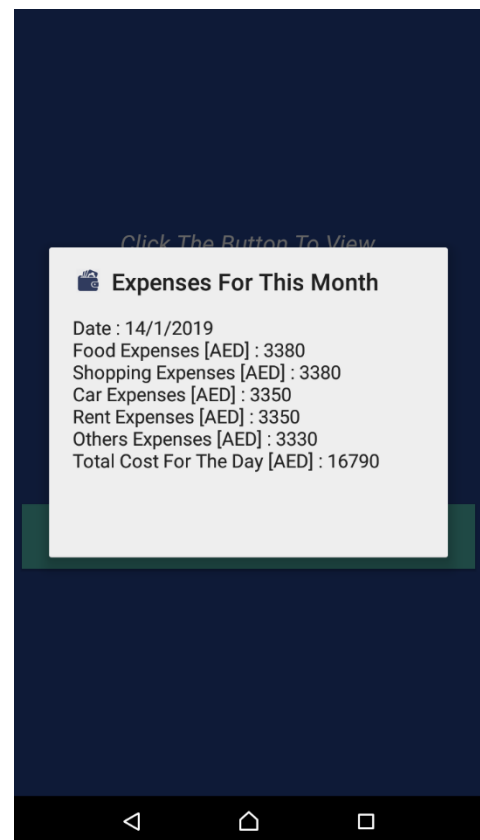 Click The Button To View
Expenses For This Month
Date : 14/1/2019
Food Expenses [AED] : 3380
Shopping Expenses [AED] : 3380
Car Expenses [AED] : 3350
Rent Expenses [AED] : 3350
Others Expenses [AED] : 3330
Total Cost For The Day [AED] : 16790